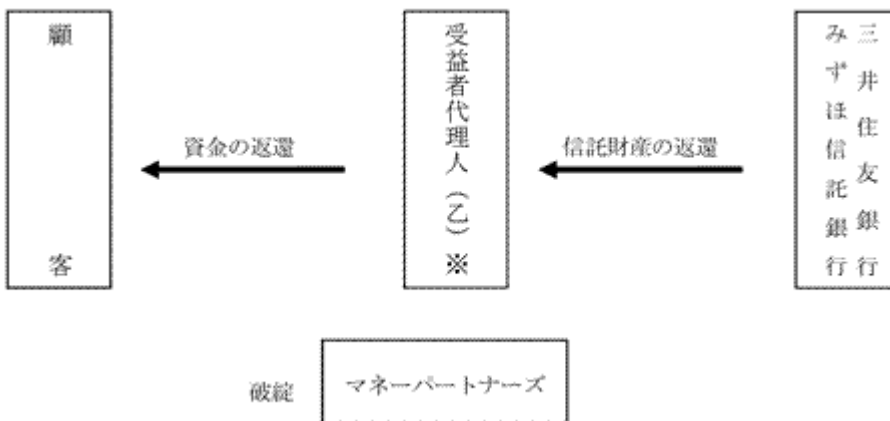 顧客
資金の返還
受益者代理人(乙)※
信託財産の返還
三井住友銀行
みずほ信託銀行
破綻
マネーパートナーズ